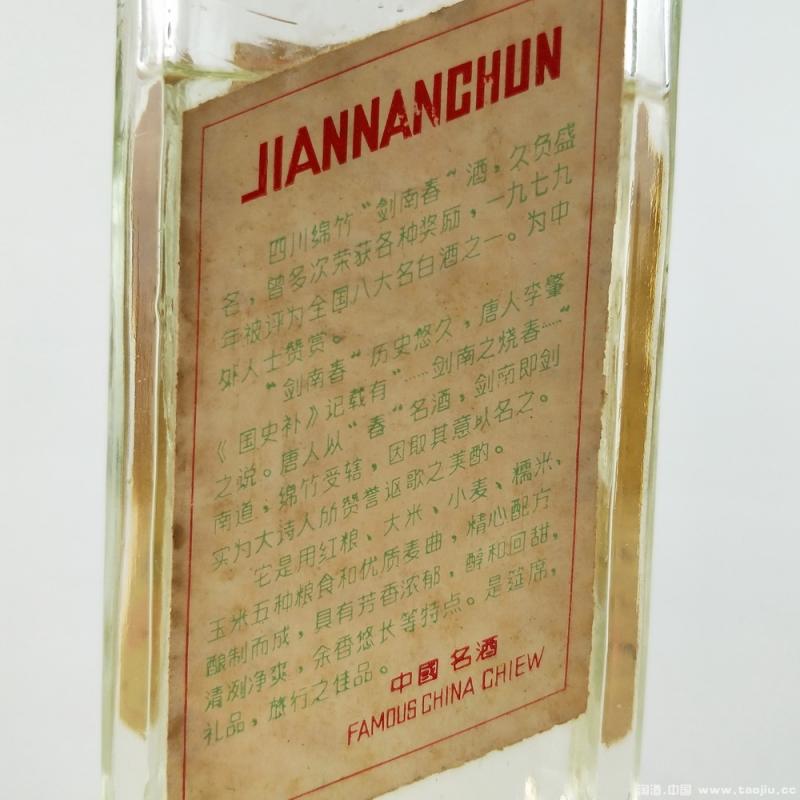 JIANNANCHUN
四川绵竹“剑南春”酒，久负盛
名，曾多次荣获各种奖励，一九七九
年被评为全国八大名白酒之一。为中
外人士赞赏。
“剑南春”历史悠久，唐人李肇
《国史补》记载有“……剑南之烧春……”
之说。唐人以“春”名酒，剑南即剑
南道，绵竹受辖，因取其意以名之。
实为大诗人所赞誉讴歌之美酌。
它是用红粮、大米、小麦、糯米、
玉米五种粮食和优质麦曲，精心配方
酿制而成，具有芳香浓郁，醇和回甜，
清冽净爽，余香悠长等特点。是筵席，
礼品，旅行之佳品。
中國名酒
FAMOUS CHINA CHIEW
国酒.中国 www.taojiu.cc